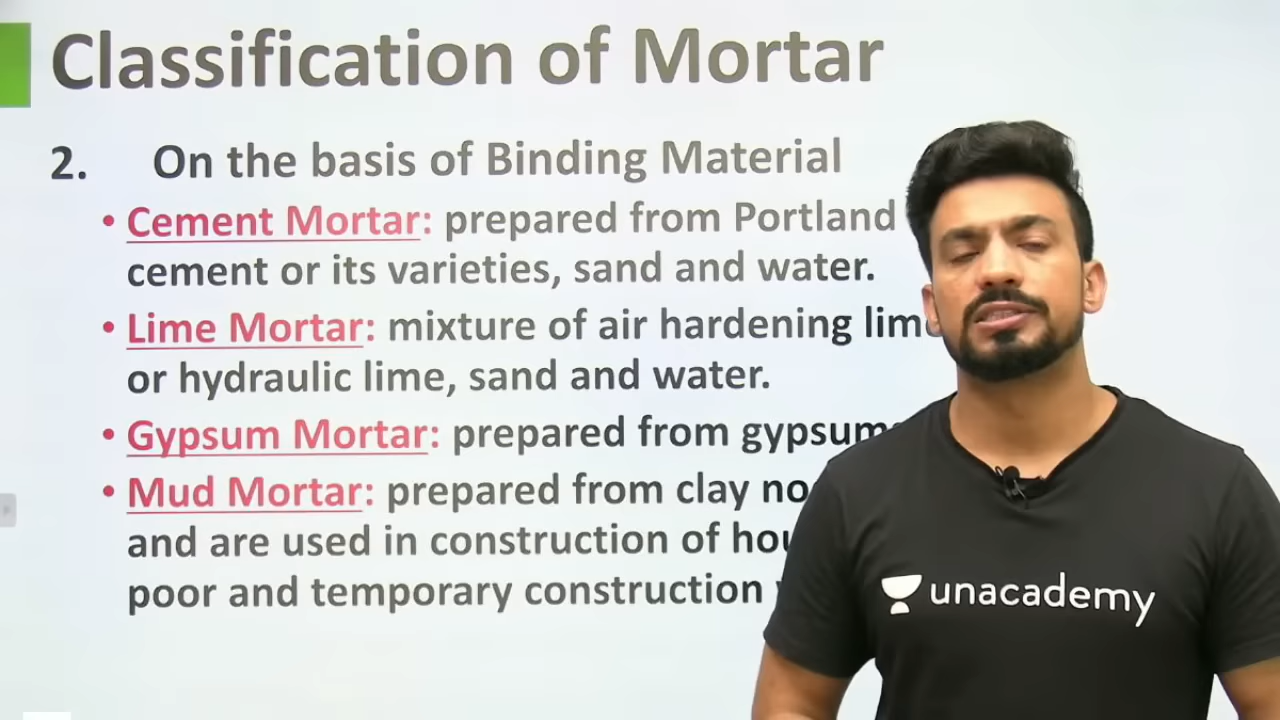 Classification of Mortar
2. On the basis of Binding Material
• Cement Mortar: prepared from Portland
cement or its varieties, sand and water.
• Lime Mortar: mixture of air hardening
or hydraulic lime, sand and water.
• Gypsum Mortar: prepared from
• Mud Mortar: prepared from clay
and are used in construction of
poor and temporary construction
unacademy